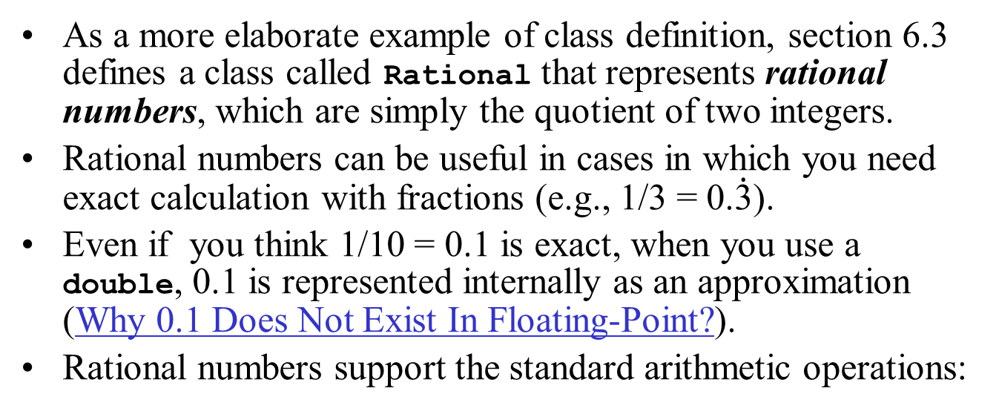 • As a more elaborate example of class definition, section 6.3
defines a class called Rational that represents rational
numbers, which are simply the quotient of two integers.
• Rational numbers can be useful in cases in which you need
exact calculation with fractions (e.g., 1/3 = 0.3̇).
• Even if you think 1/10 = 0.1 is exact, when you use a
double, 0.1 is represented internally as an approximation
(Why 0.1 Does Not Exist In Floating-Point?).
• Rational numbers support the standard arithmetic operations: